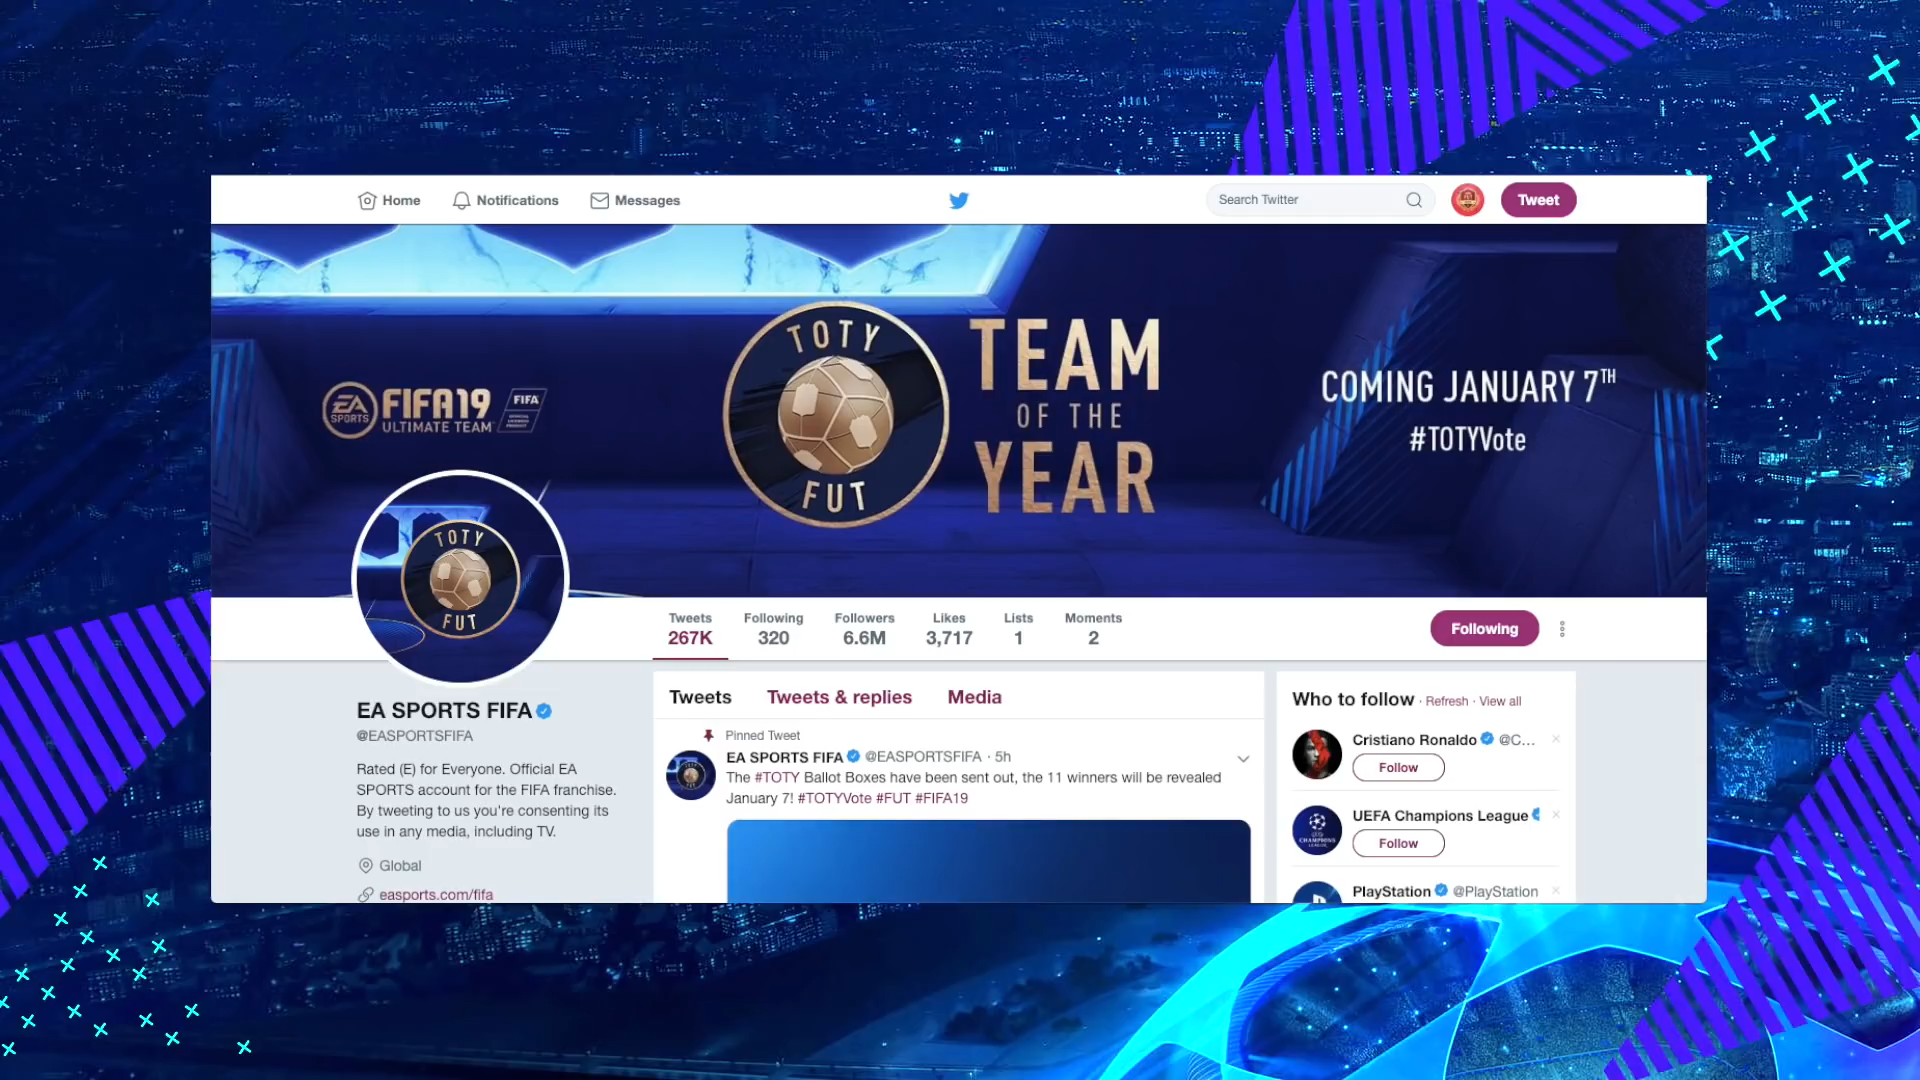 Home
Notifications
Messages
Search Twitter
Tweet
TOTY
FUT
TEAM
OF THE
YEAR
EA
SPORTS
FIFA19
ULTIMATE TEAM
FIFA
COMING JANUARY 7TH
#TOTYVote
TOTY
FUT
Tweets
267K
Following
320
Followers
6.6M
Likes
3,717
Lists
1
Moments
2
Following
EA SPORTS FIFA
@EASPORTSFIFA
Rated (E) for Everyone. Official EA
SPORTS account for the FIFA franchise.
By tweeting to us you're consenting its
use in any media, including TV.
Global
easports.com/fifa
Tweets
Tweets & replies
Media
Pinned Tweet
EA SPORTS FIFA @EASPORTSFIFA · 5h
The #TOTY Ballot Boxes have been sent out, the 11 winners will be revealed
January 7! #TOTYVote #FUT #FIFA19
Who to follow · Refresh · View all
Cristiano Ronaldo @C...
Follow
UEFA Champions League
CHAMPIONS
LEAGUE
Follow
PlayStation @PlayStation